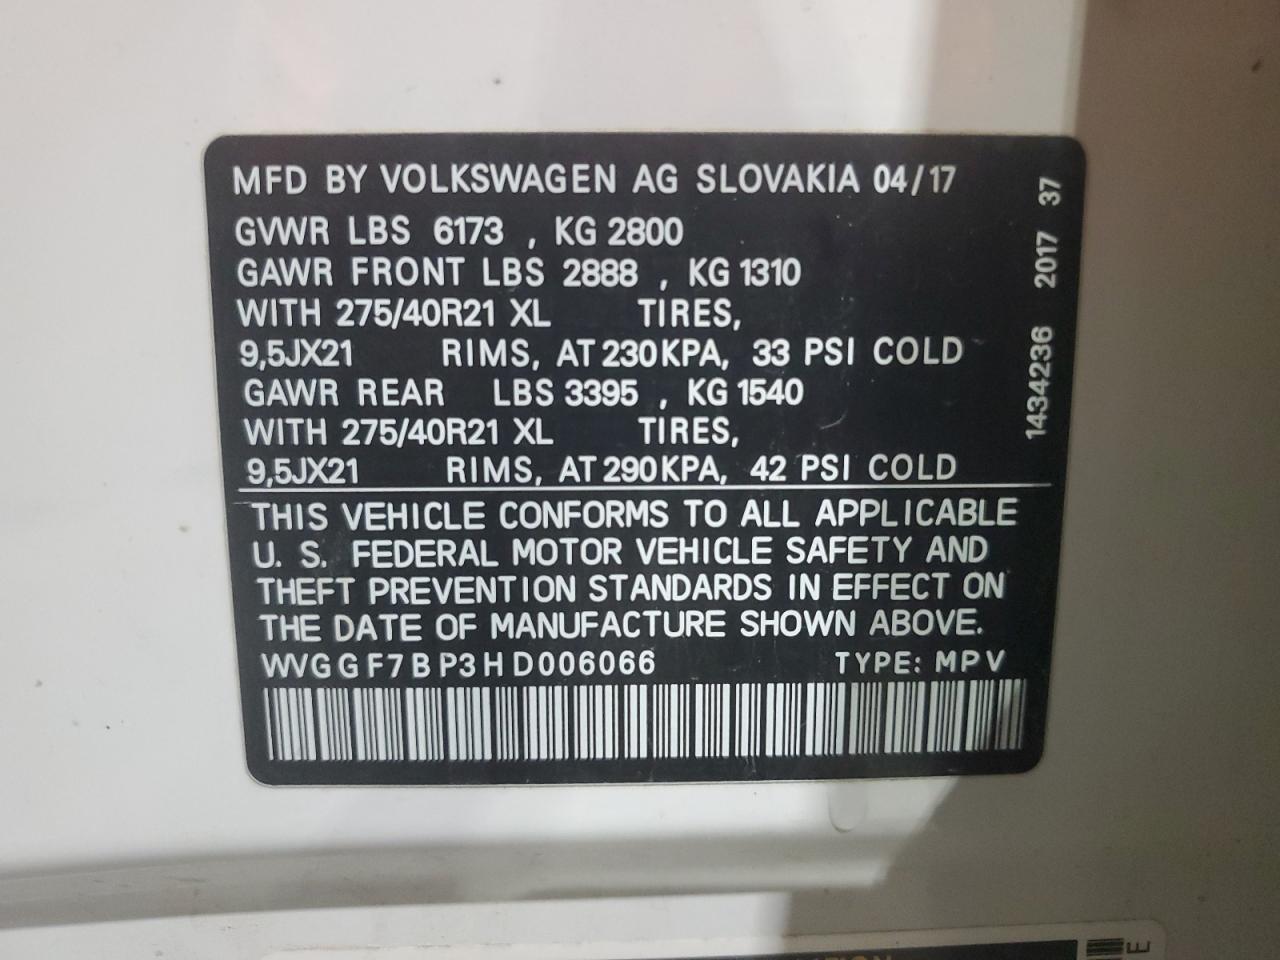 MFD BY VOLKSWAGEN AG SLOVAKIA 04/17
GVWR LBS 6173 , KG 2800
GAWR FRONT LBS 2888 , KG 1310
WITH 275/40R21 XL TIRES,
9,5JX21 RIMS, AT 230KPA, 33 PSI COLD
GAWR REAR LBS 3395 , KG 1540
WITH 275/40R21 XL TIRES,
9,5JX21 RIMS, AT 290KPA, 42 PSI COLD
1434236 2017 37
THIS VEHICLE CONFORMS TO ALL APPLICABLE
U. S. FEDERAL MOTOR VEHICLE SAFETY AND
THEFT PREVENTION STANDARDS IN EFFECT ON
THE DATE OF MANUFACTURE SHOWN ABOVE.
WVGGF7BP3HD006066 TYPE: MPV